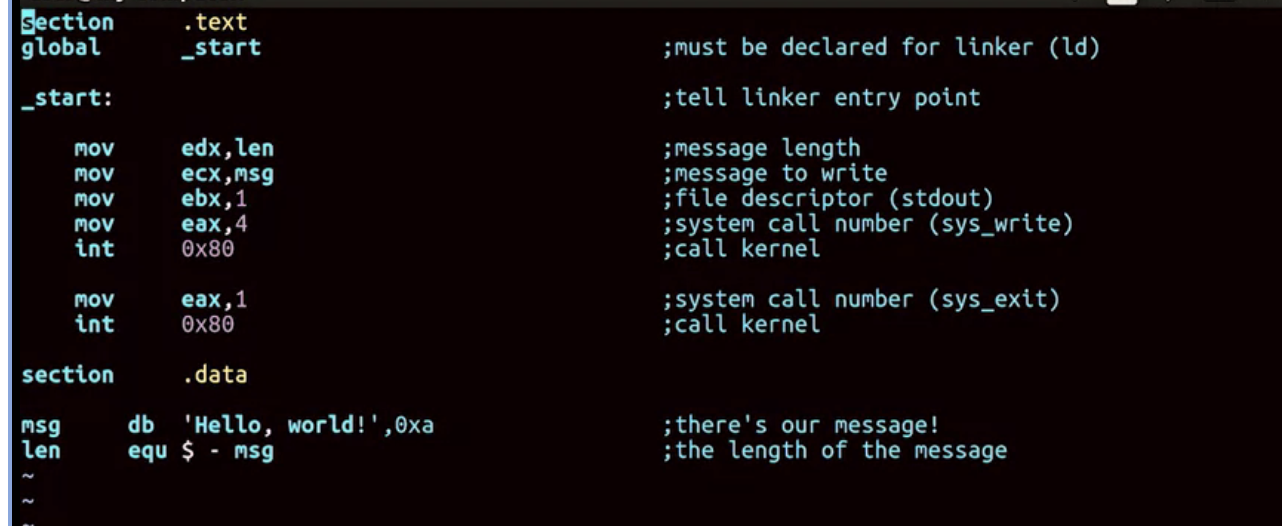 section .text
global _start ;must be declared for linker (ld)
_start: ;tell linker entry point
mov edx,len ;message length
mov ecx,msg ;message to write
mov ebx,1 ;file descriptor (stdout)
mov eax,4 ;system call number (sys_write)
int 0x80 ;call kernel
mov eax,1 ;system call number (sys_exit)
int 0x80 ;call kernel
section .data
msg db 'Hello, world!',0xa ;there's our message!
len equ $ - msg ;the length of the message
~
~
~